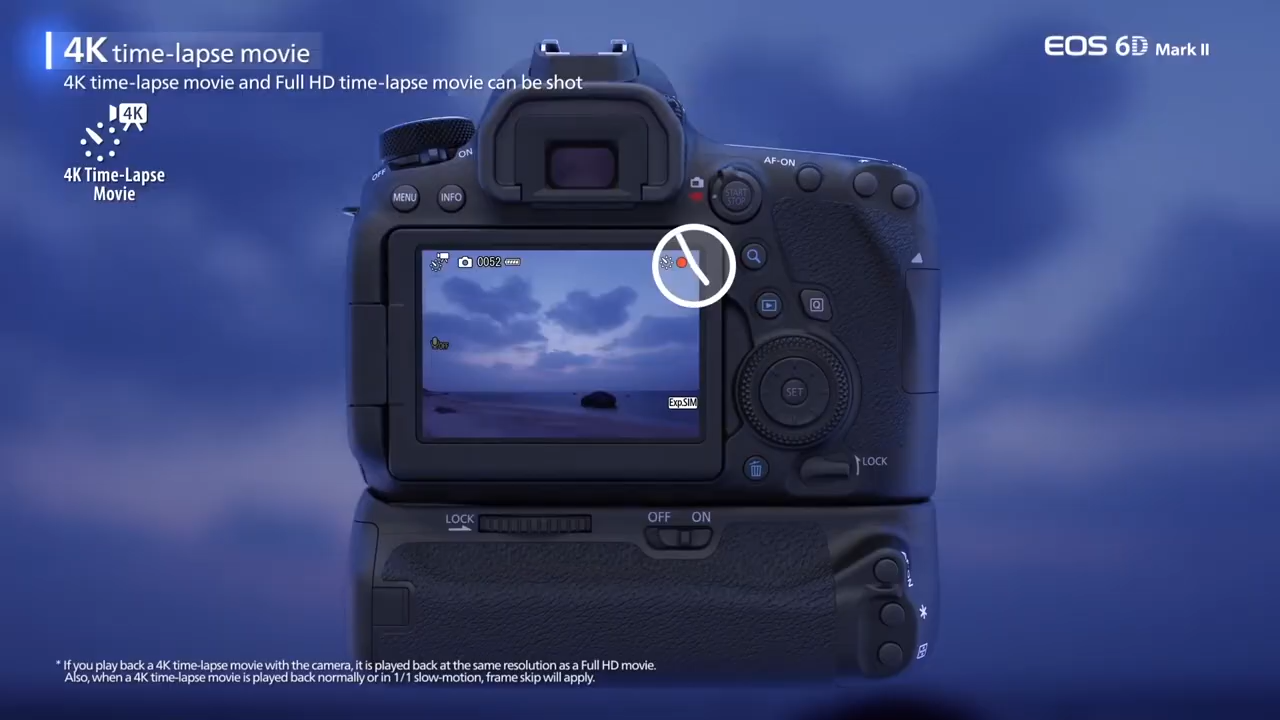 4K time-lapse movie
EOS 6D Mark II
4K time-lapse movie and Full HD time-lapse movie can be shot
4K
4K Time-Lapse
Movie
OFF
ON
AF-ON
MENU
INFO
START
STOP
0052
Q
OFF
Exp.SIM
SET
LOCK
LOCK
OFF ON
* If you play back a 4K time-lapse movie with the camera, it is played back at the same resolution as a Full HD movie.
Also, when a 4K time-lapse movie is played back normally or in 1/1 slow-motion, frame skip will apply.